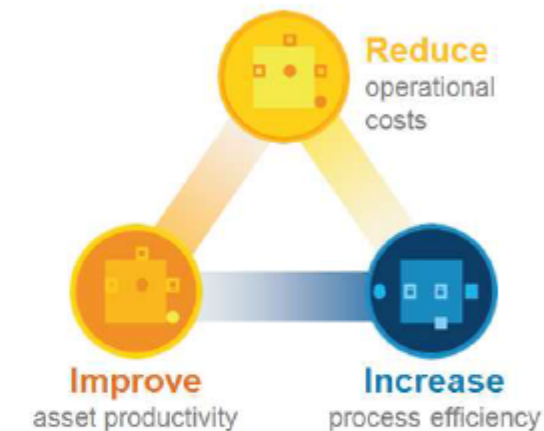 Reduce
operational
costs
Improve
asset productivity
Increase
process efficiency